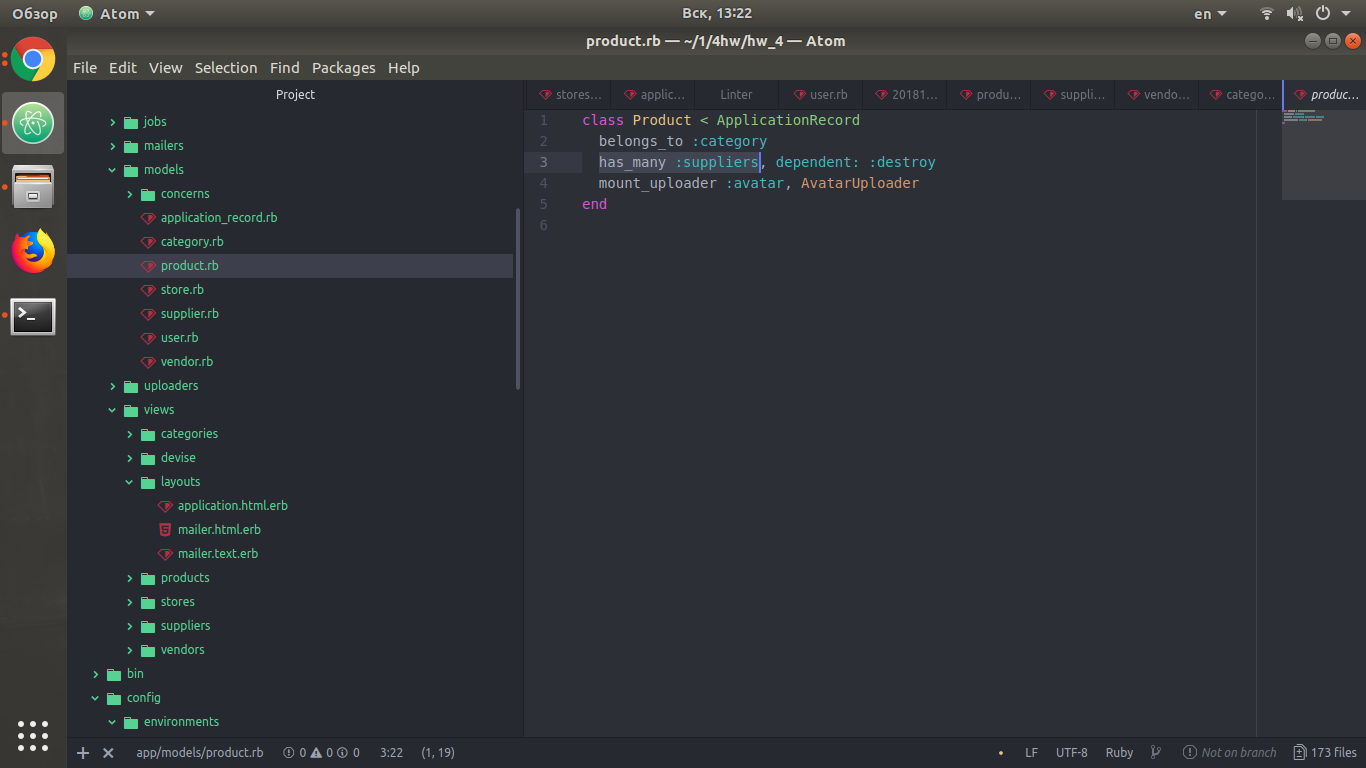 Обзор Atom Вск, 13:22 en
product.rb — ~/1/4hw/hw_4 — Atom
File Edit View Selection Find Packages Help
Project
stores... applic... Linter user.rb 20181... produ... suppli... vendo... catego... produc...
jobs
mailers
models
concerns
application_record.rb
category.rb
product.rb
store.rb
supplier.rb
user.rb
vendor.rb
uploaders
views
categories
devise
layouts
application.html.erb
mailer.html.erb
mailer.text.erb
products
stores
suppliers
vendors
bin
config
environments
1 class Product < ApplicationRecord
2 belongs_to :category
3 has_many :suppliers, dependent: :destroy
4 mount_uploader :avatar, AvatarUploader
5 end
6
+ × app/models/product.rb 0 0 0 3:22 (1, 19) LF UTF-8 Ruby Not on branch 173 files